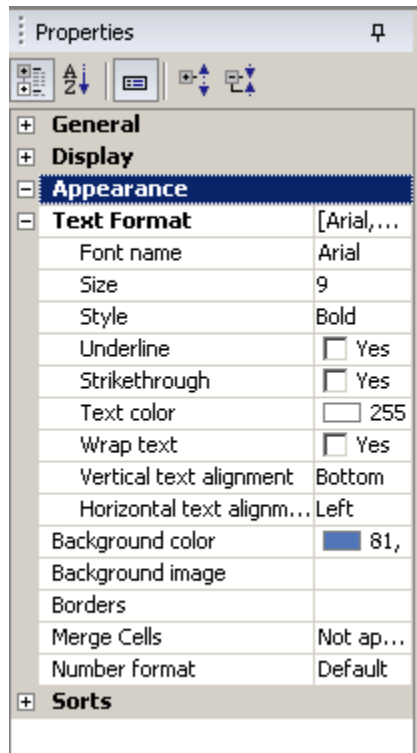 Properties
A
Z
General
Display
Appearance
Text Format [Arial,...
Font name Arial
Size 9
Style Bold
Underline Yes
Strikethrough Yes
Text color 255
Wrap text Yes
Vertical text alignment Bottom
Horizontal text alignm... Left
Background color 81,
Background image
Borders
Merge Cells Not ap...
Number format Default
Sorts